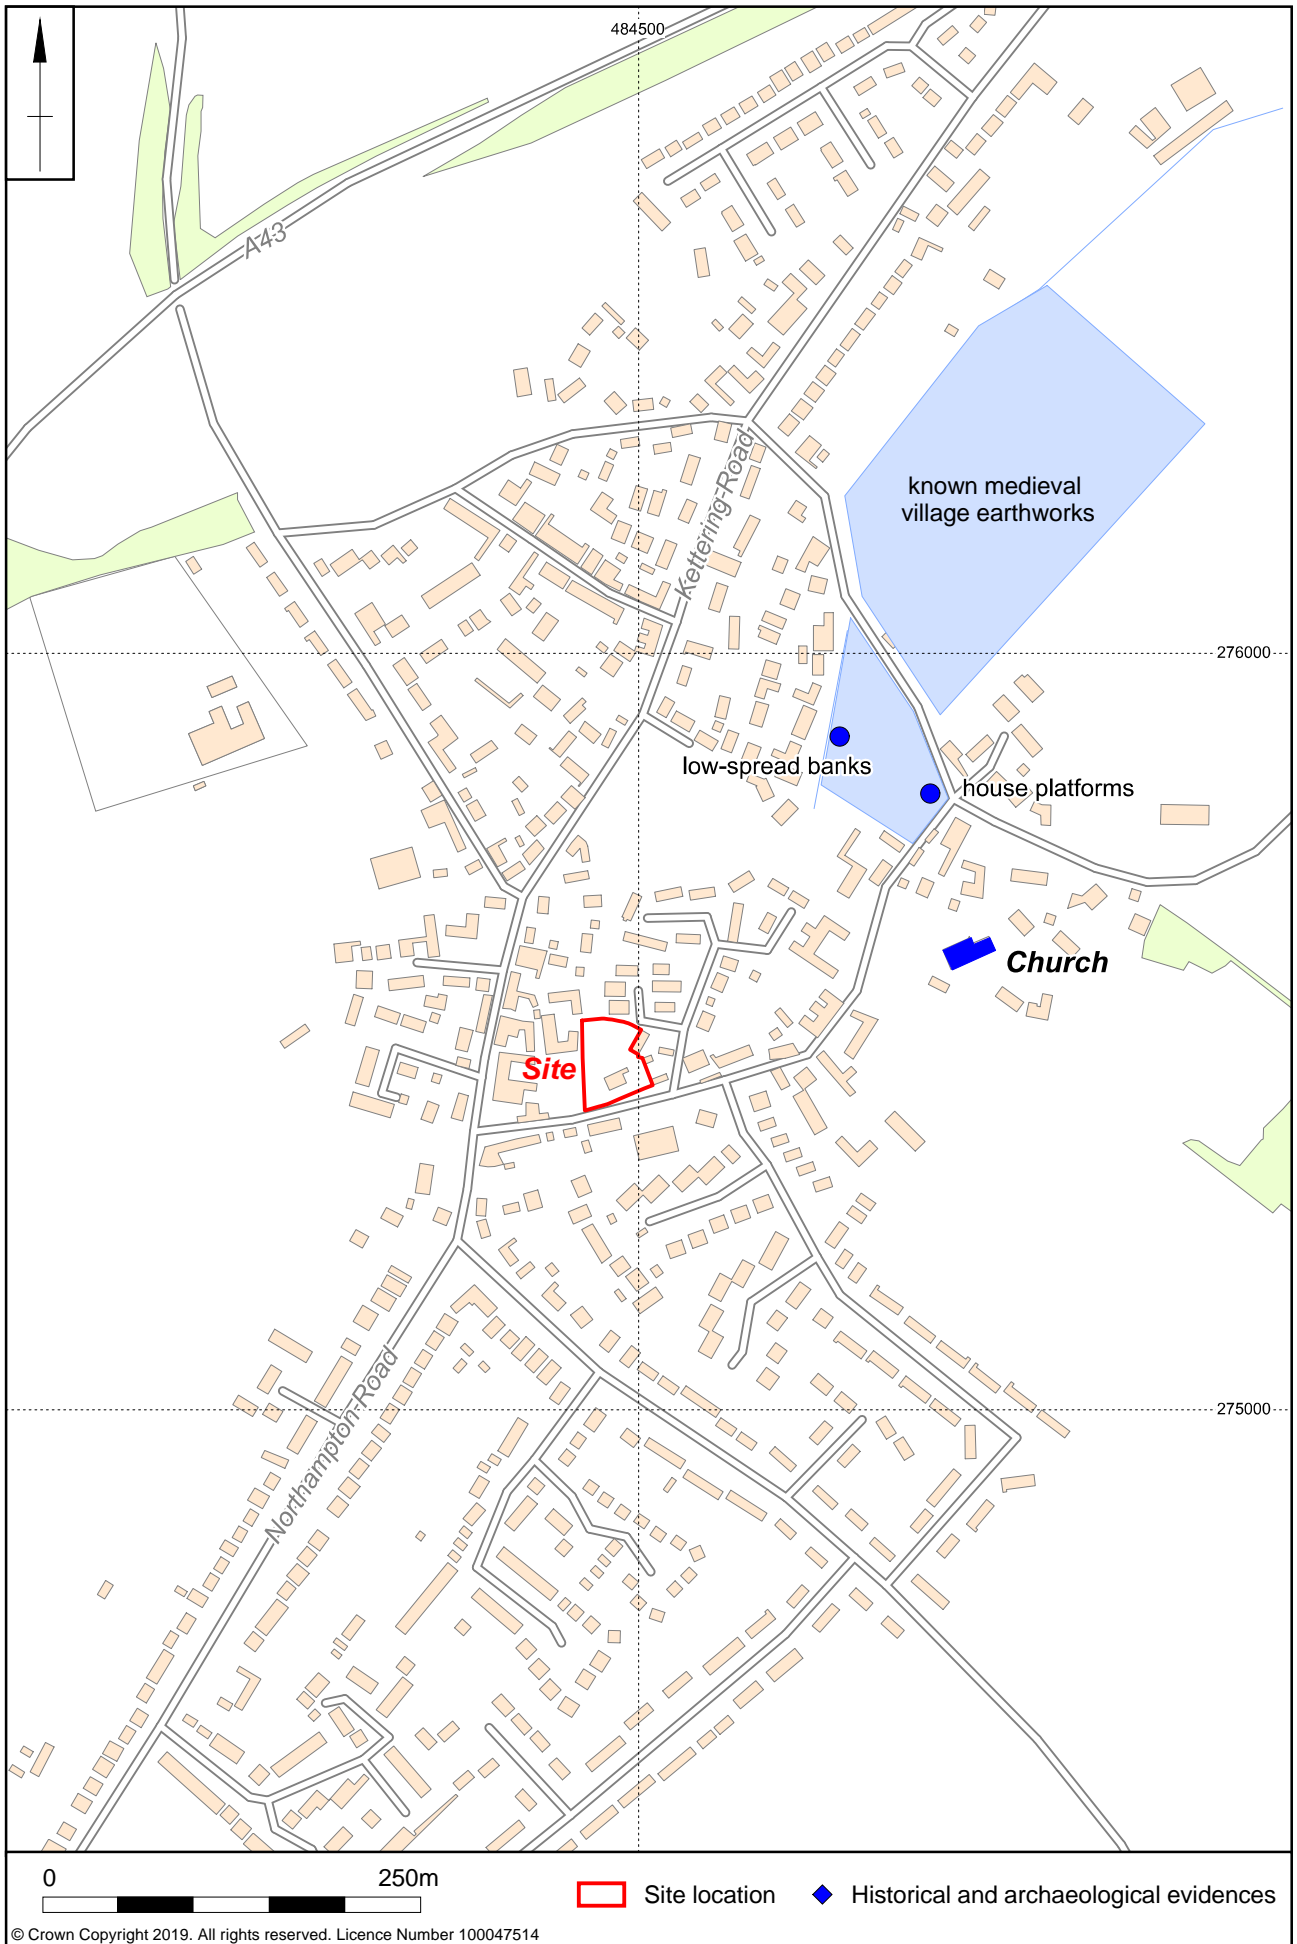 484500
A43
known medieval
village earthworks
Kettering-Road
276000
low-spread banks
house platforms
Church
Site
275000
Northampton-Road
0 250m
Site location
Historical and archaeological evidences
© Crown Copyright 2019. All rights reserved. Licence Number 100047514